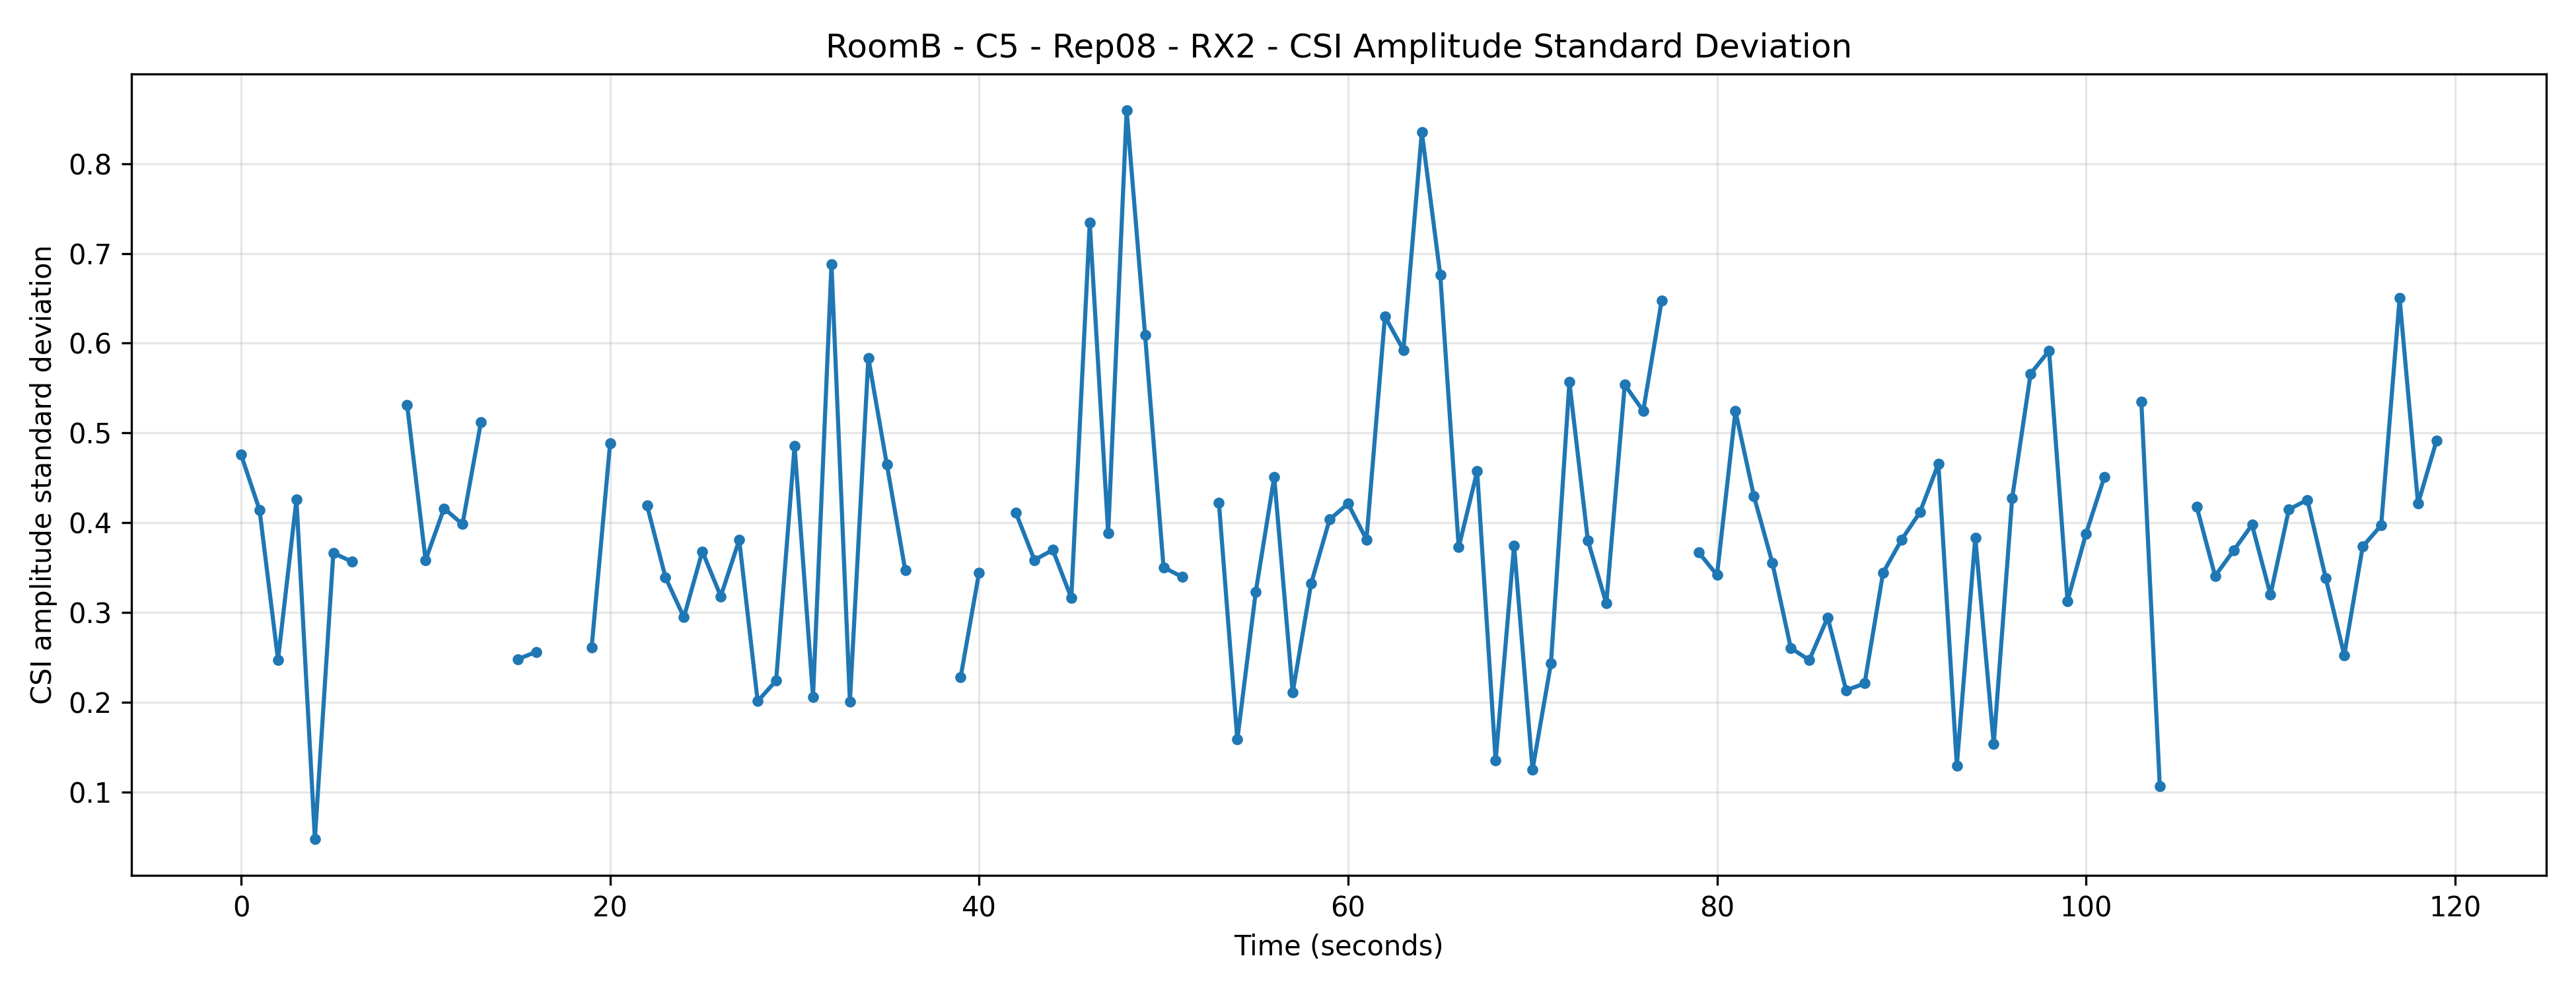 RoomB - C5 - Rep08 - RX2 - CSI Amplitude Standard Deviation
CSI amplitude standard deviation
0.8
0.7
0.6
0.5
0.4
0.3
0.2
0.1
0 20 40 60 80 100 120
Time (seconds)